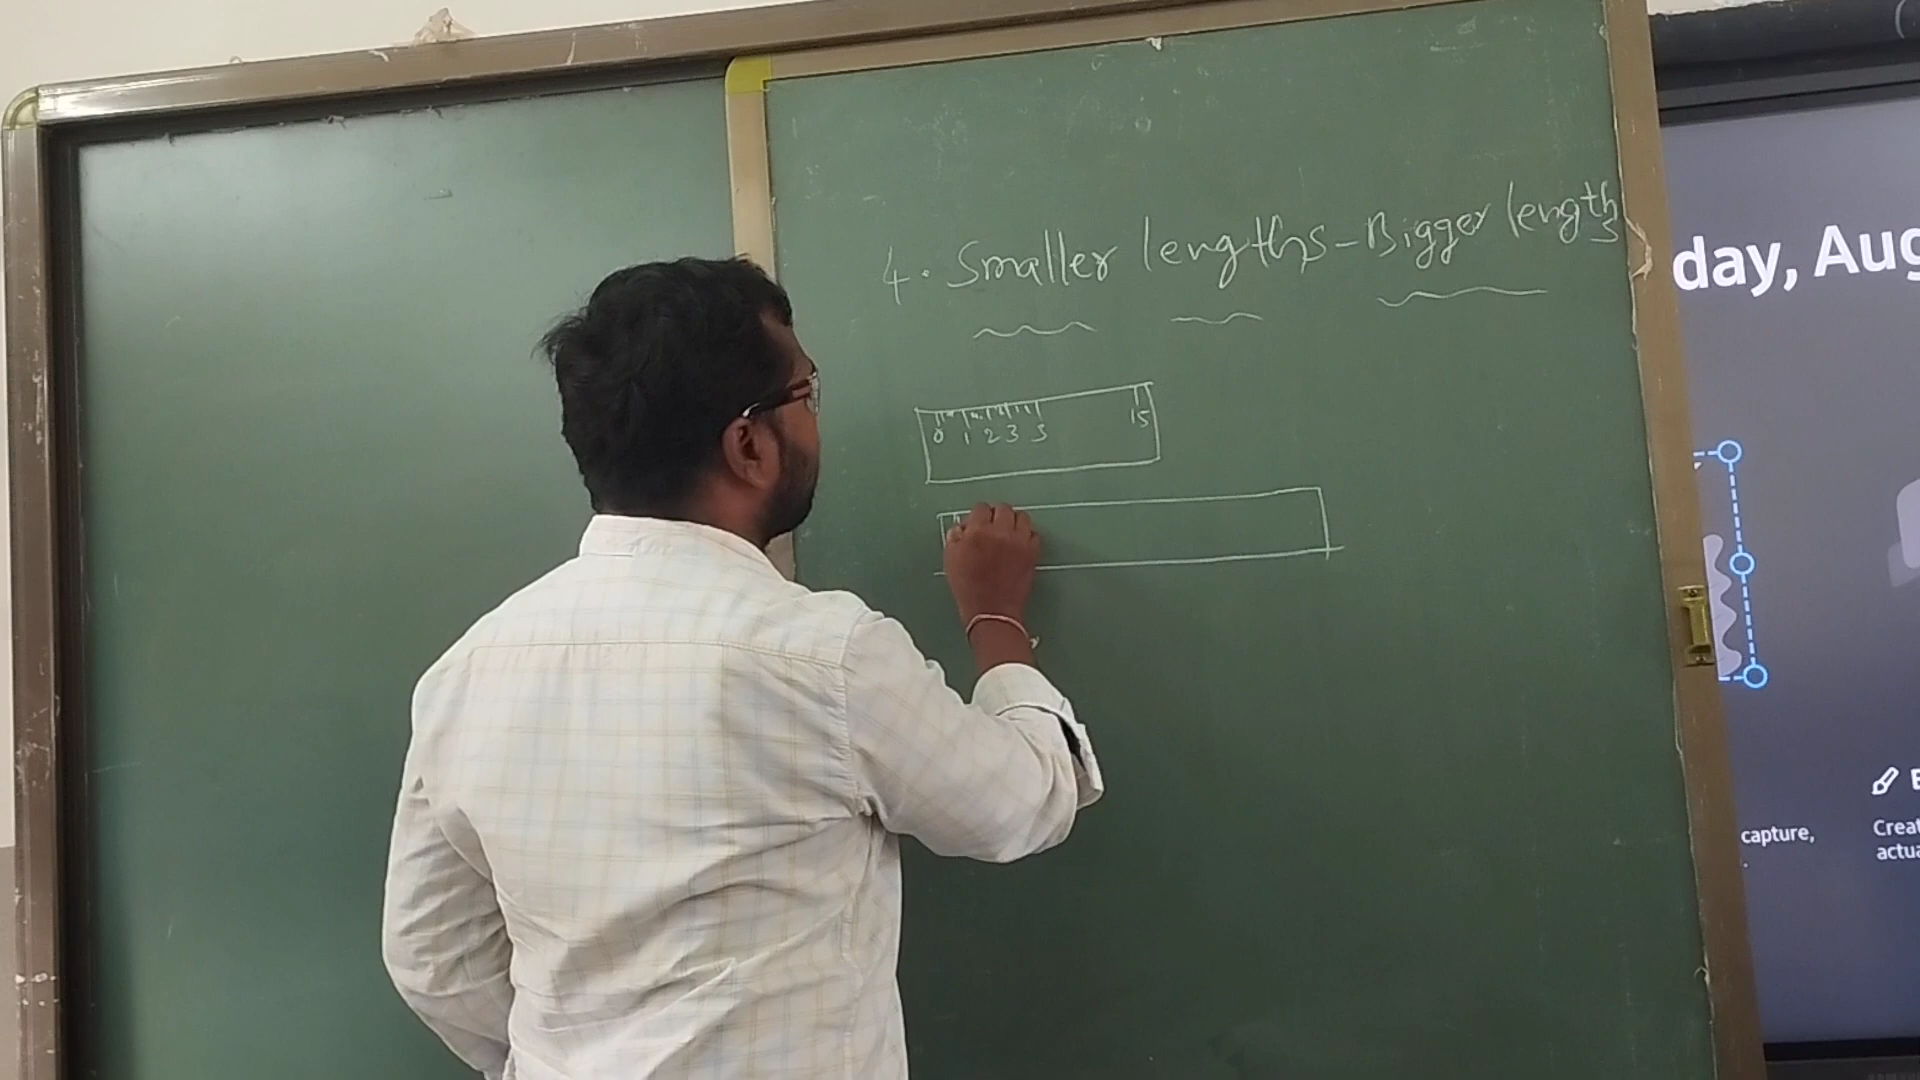 4. Smaller lengths - Bigger lengths
0 1 2 3 5 15
day, Aug
capture,
Creat
actua